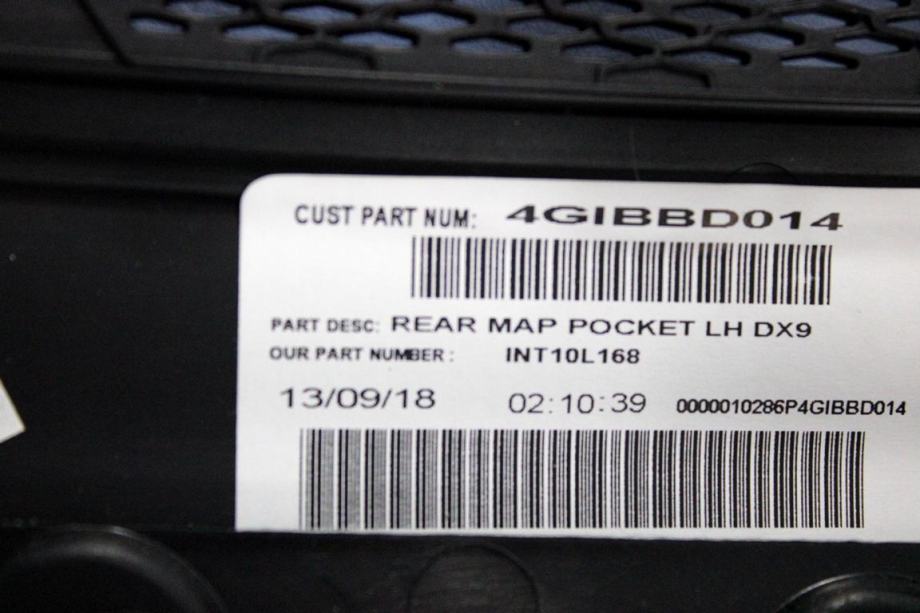 CUST PART NUM: 4GIBBD014
PART DESC: REAR MAP POCKET LH DX9
OUR PART NUMBER: INT10L168
13/09/18 02:10:39 0000010286P4GIBBD014